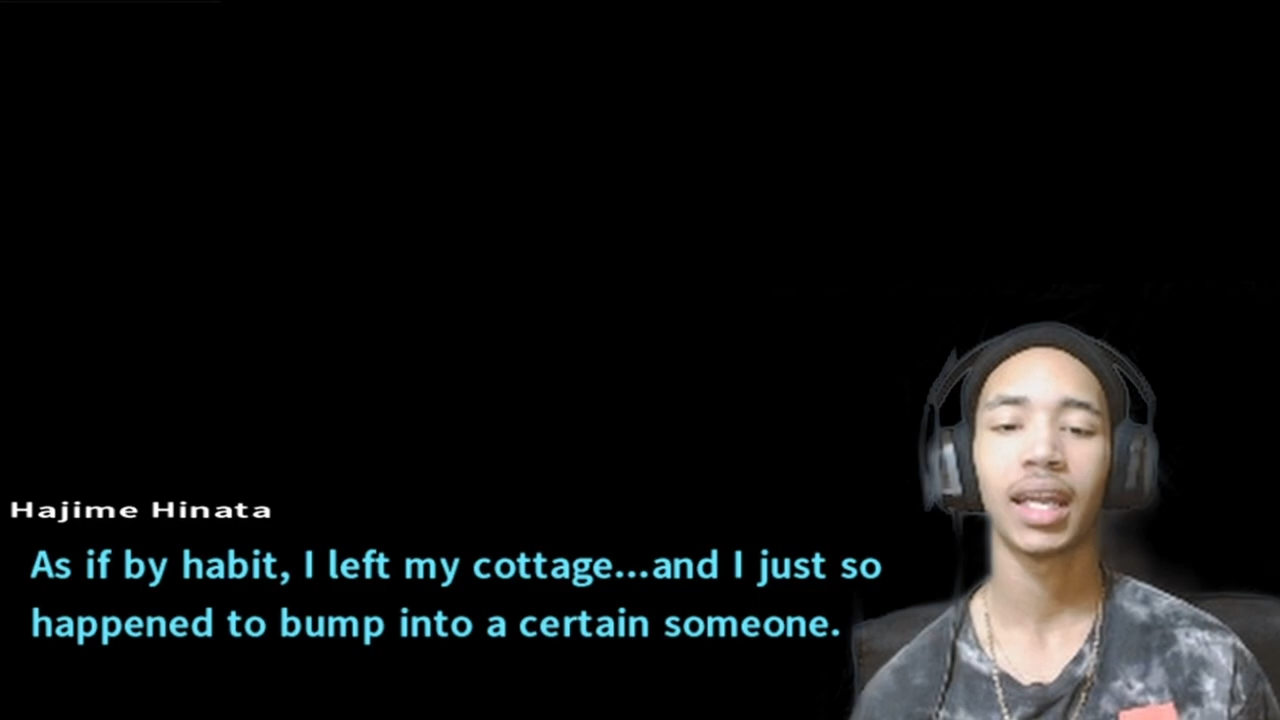 Hajime Hinata
As if by habit, I left my cottage...and I just so
happened to bump into a certain someone.